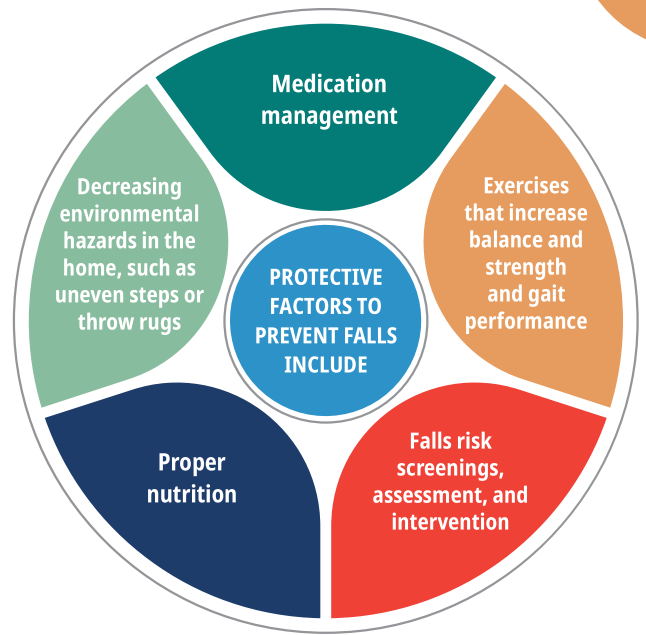 Medication
management
Exercises
that increase
balance and
strength
and gait
performance
Falls risk
screenings,
assessment, and
intervention
Proper
nutrition
Decreasing
environmental
hazards in the
home, such as
uneven steps or
throw rugs
PROTECTIVE
FACTORS TO
PREVENT FALLS
INCLUDE